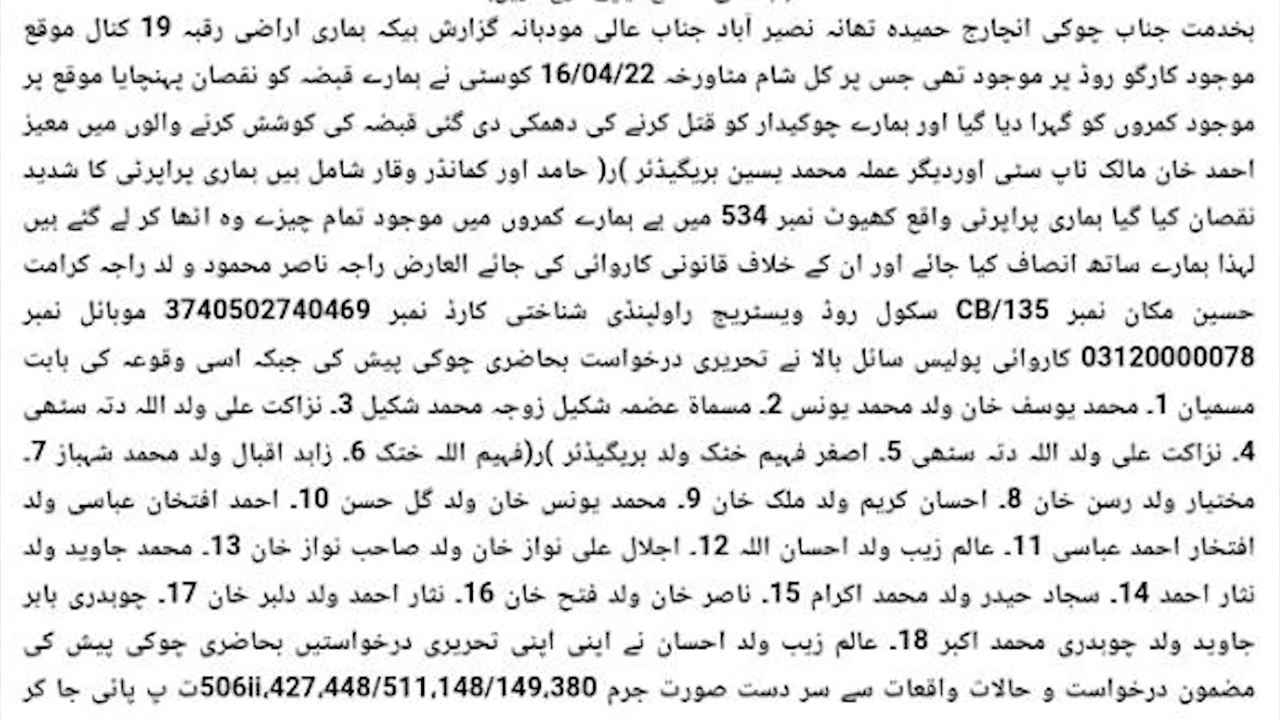 بخدمت جناب چوکی انچارج حمیدہ تھانہ نصیر آباد جناب عالی مودبانہ گزارش ہیکہ ہماری اراضی رقبہ 19 کنال موقع
موجود کارگو روڈ پر موجود تھی جس پر کل شام مئاورخہ 16/04/22 کوسٹی نے ہمارے قبضہ کو نقصان پہنچایا موقع پر
موجود کمروں کو گہرا دیا گیا اور ہمارے چوکیدار کو قتل کرنے کی دھمکی دی گئی قبضہ کی کوشش کرنے والوں میں معیز
احمد خان مالک ٹاپ سٹی اوردیگر عملہ محمد یسین بریگیڈئر )ر( حامد اور کمانڈر وقار شامل ہیں ہماری پراپرٹی کا شدید
نقصان کیا گیا ہماری پراپرٹی واقع کھیوٹ نمبر 534 میں ہے ہمارے کمروں میں موجود تمام چیزے وہ اٹھا کر لے گئے ہیں
لہذا ہمارے ساتھ انصاف کیا جائے اور ان کے خلاف قانونی کاروائی کی جائے العارض راجہ ناصر محمود و لد راجہ کرامت
حسین مکان نمبر CB/135 سکول روڈ ویسٹریج راولپنڈی شناختی کارڈ نمبر 3740502740469 موبائل نمبر
03120000078 کاروائی پولیس سائل بالا نے تحریری درخواست بحاضری چوکی پیش کی جبکہ اسی وقوعہ کی بابت
مسمیان 1۔ محمد یوسف خان ولد محمد یونس 2۔ مسماۃ عضمہ شکیل زوجہ محمد شکیل 3۔ نزاکت علی ولد اللہ دتہ سٹھی
4۔ نزاکت علی ولد اللہ دتہ سٹھی 5۔ اصغر فہیم خٹک ولد بریگیڈئر )ر(فہیم اللہ خٹک 6۔ زاہد اقبال ولد محمد شہباز 7۔
مختیار ولد رسن خان 8۔ احسان کریم ولد ملک خان 9۔ محمد یونس خان ولد گل حسن 10۔ احمد افتخان عباسی ولد
افتخار احمد عباسی 11۔ عالم زیب ولد احسان اللہ 12۔ اجلال علی نواز خان ولد صاحب نواز خان 13۔ محمد جاوید ولد
نثار احمد 14۔ سجاد حیدر ولد محمد اکرام 15۔ ناصر خان ولد فتح خان 16۔ نثار احمد ولد دلبر خان 17۔ چوہدری بابر
جاوید ولد چوہدری محمد اکبر 18۔ عالم زیب ولد احسان نے اپنی اپنی تحریری درخواستیں بحاضری چوکی پیش کی
مضمون درخواست و حالات واقعات سے سر دست صورت جرم 506ii،427،448/511،148/149،380ت پ پائی جا کر